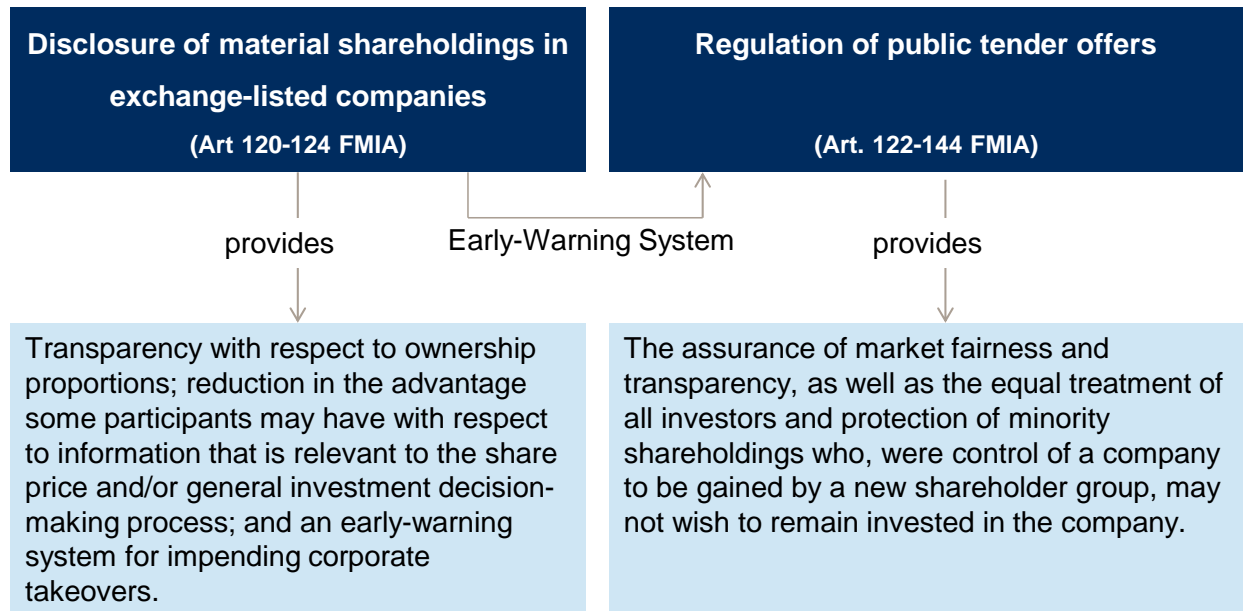 Disclosure of material shareholdings in
exchange-listed companies
(Art 120-124 FMIA)
Regulation of public tender offers
(Art. 122-144 FMIA)
provides
Early-Warning System
provides
Transparency with respect to ownership
proportions; reduction in the advantage
some participants may have with respect
to information that is relevant to the share
price and/or general investment decision-
making process; and an early-warning
system for impending corporate
takeovers.
The assurance of market fairness and
transparency, as well as the equal treatment of
all investors and protection of minority
shareholdings who, were control of a company
to be gained by a new shareholder group, may
not wish to remain invested in the company.